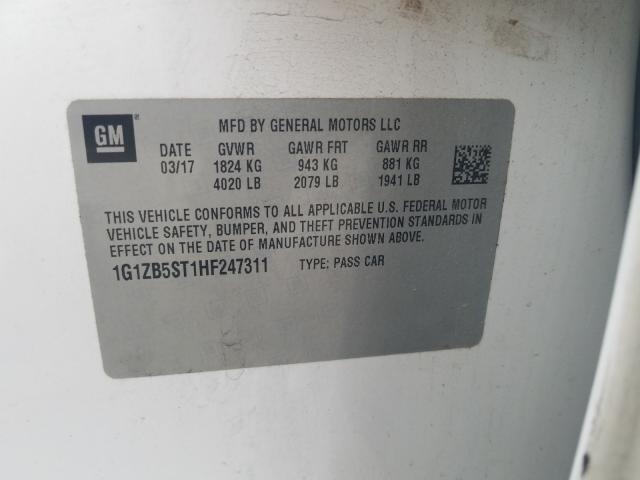 GM
MFD BY GENERAL MOTORS LLC
DATE GVWR GAWR FRT GAWR RR
03/17 1824 KG 943 KG 881 KG
4020 LB 2079 LB 1941 LB
THIS VEHICLE CONFORMS TO ALL APPLICABLE U.S. FEDERAL MOTOR
VEHICLE SAFETY, BUMPER, AND THEFT PREVENTION STANDARDS IN
EFFECT ON THE DATE OF MANUFACTURE SHOWN ABOVE.
1G1ZB5ST1HF247311 TYPE: PASS CAR